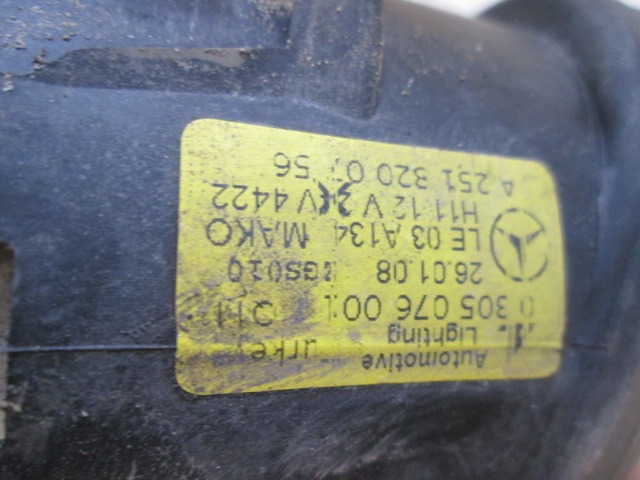 Automotive
Lighting
0 305 076 001 011
26.01.08
LE 03 A134 MAKO
H11 12 V 4422
A 251 820 07 56